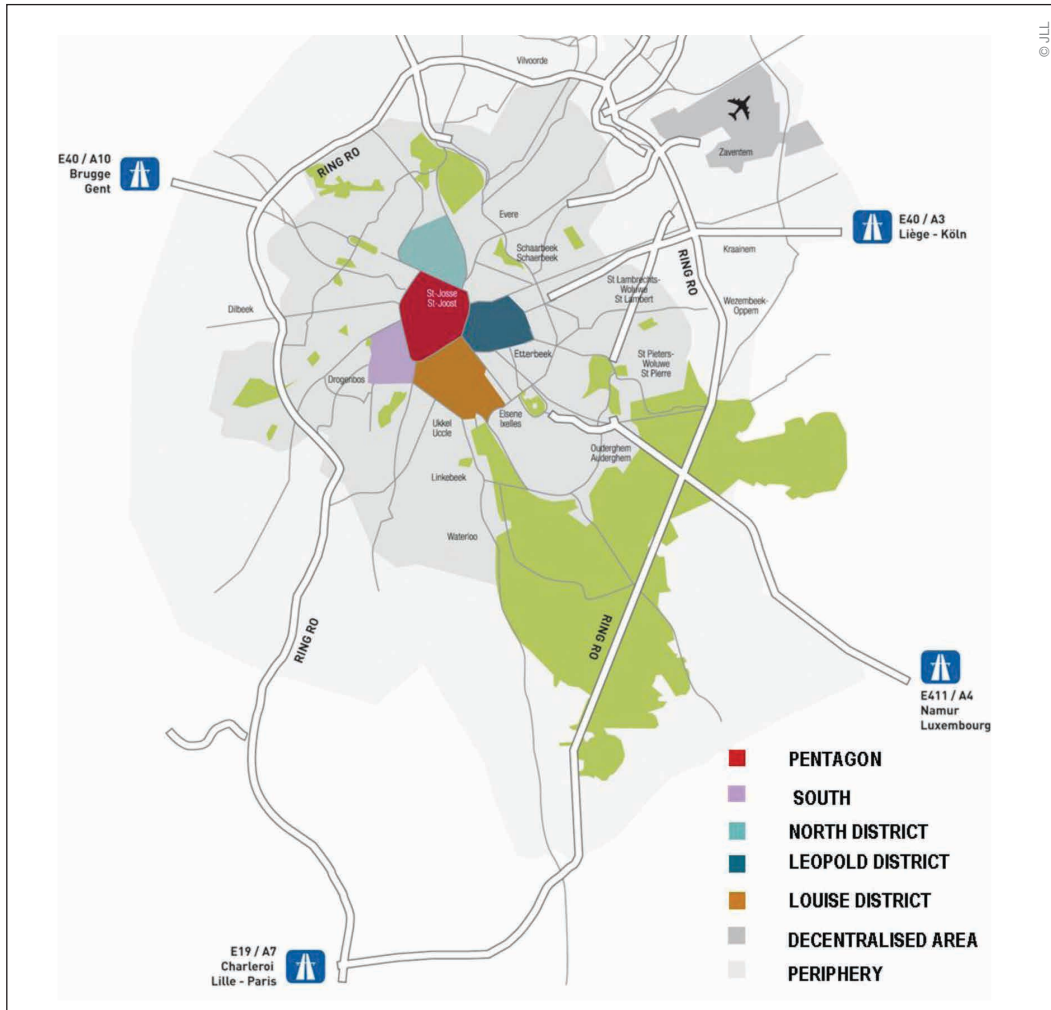 © JLL
Vilvoorde
Zaventem
E40 / A10
Brugge
Gent
RING RO
Evere
E40 / A3
Liège - Köln
Schaarbeek
Schaerbeek
Kraainem
RING RO
St Lambrechts-
Woluwe
St Lambert
St-Josse
St-Joost
Wezembeek-
Oppem
Dilbeek
Etterbeek
St Pieters-
Woluwe
St Pierre
Drogenbos
Elsene
Ixelles
Ukkel
Uccle
Ouderghem
Auderghem
Linkebeek
Waterloo
RING RO
RING RO
E411 / A4
Namur
Luxembourg
PENTAGON
SOUTH
NORTH DISTRICT
LEOPOLD DISTRICT
LOUISE DISTRICT
DECENTRALISED AREA
PERIPHERY
E19 / A7
Charleroi
Lille - Paris